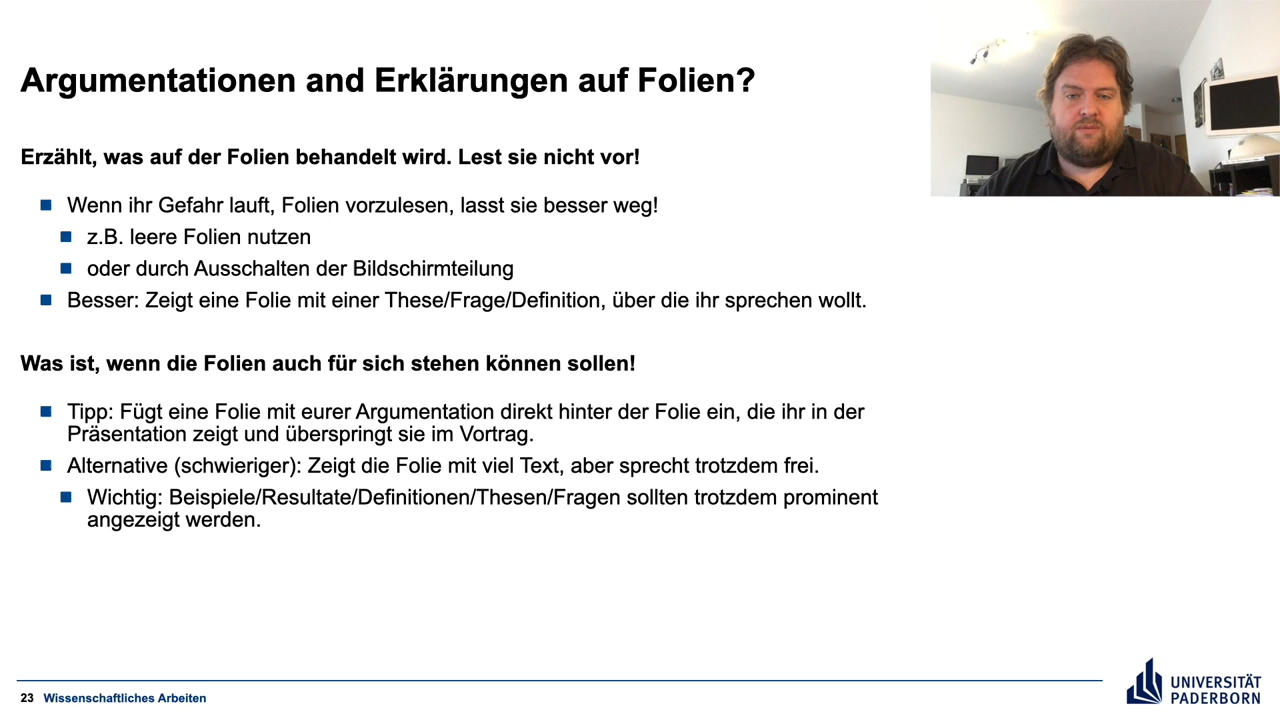 Argumentationen and Erklärungen auf Folien?
Erzählt, was auf der Folien behandelt wird. Lest sie nicht vor!
Wenn ihr Gefahr lauft, Folien vorzulesen, lasst sie besser weg!
z.B. leere Folien nutzen
oder durch Ausschalten der Bildschirmteilung
Besser: Zeigt eine Folie mit einer These/Frage/Definition, über die ihr sprechen wollt.
Was ist, wenn die Folien auch für sich stehen können sollen!
Tipp: Fügt eine Folie mit eurer Argumentation direkt hinter der Folie ein, die ihr in der
Präsentation zeigt und überspringt sie im Vortrag.
Alternative (schwieriger): Zeigt die Folie mit viel Text, aber sprecht trotzdem frei.
Wichtig: Beispiele/Resultate/Definitionen/Thesen/Fragen sollten trotzdem prominent
angezeigt werden.
23 Wissenschaftliches Arbeiten
UNIVERSITÄT
PADERBORN